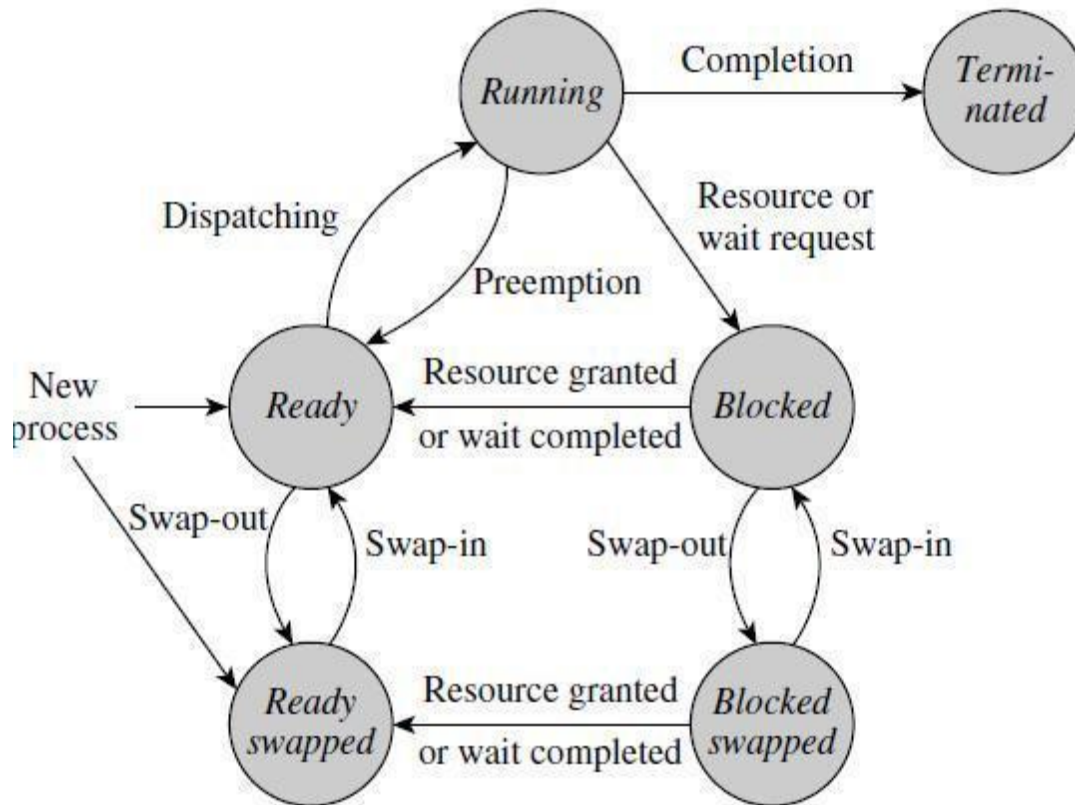 Running
Completion
Termi-
nated
Dispatching
Resource or
wait request
Preemption
New
process
Ready
Resource granted
or wait completed
Blocked
Swap-out
Swap-in
Swap-out
Swap-in
Ready
swapped
Resource granted
or wait completed
Blocked
swapped